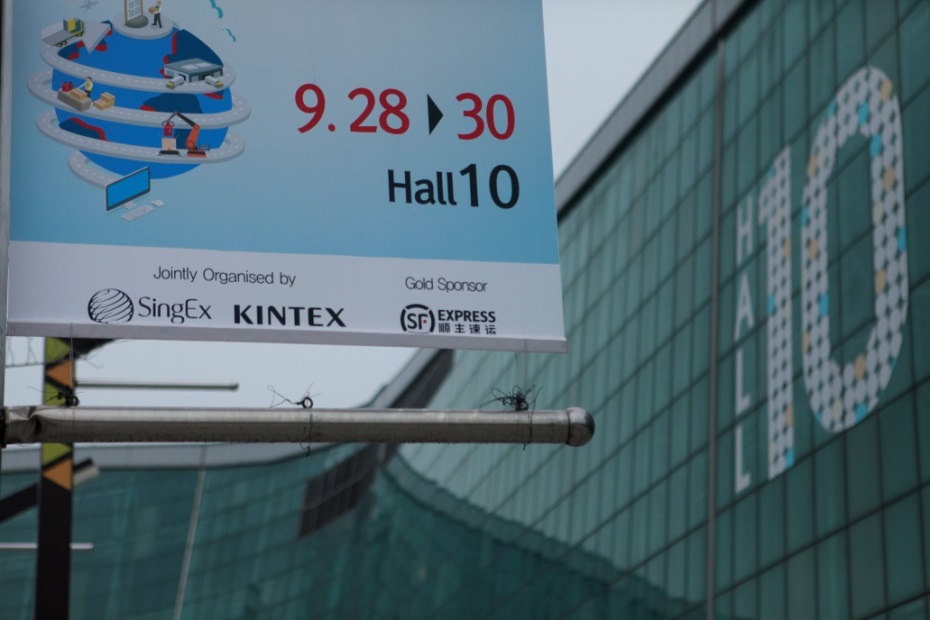 9.28 ▶ 30
Hall 10
Jointly Organised by
SingEx KINTEX
Gold Sponsor
SF EXPRESS
顺丰速运
HALL
10